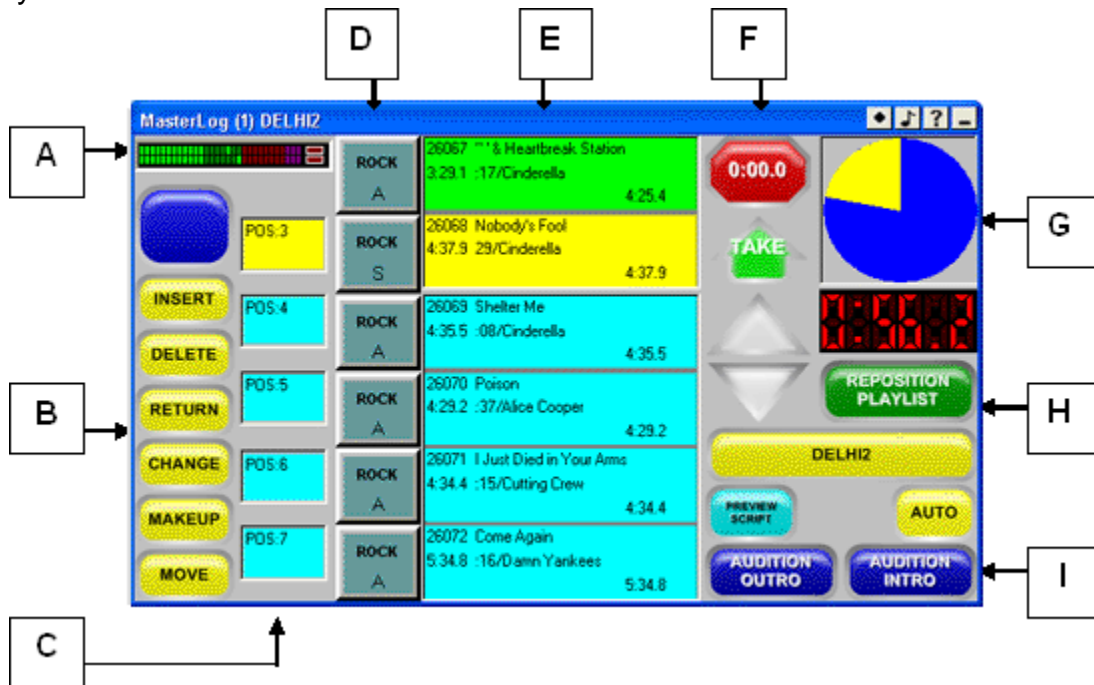 y
D
E
F
MasterLog (1) DELHI2
?
A
ROCK
A
26067 " ' & Heartbreak Station
3:29.1 :17/Cinderella
4:25.4
0:00.0
G
POS:3
ROCK
S
26068 Nobody's Fool
4:37.9 29/Cinderella
4:37.9
TAKE
INSERT
POS:4
ROCK
A
26069 Shelter Me
4:35.5 :08/Cinderella
4:35.5
DELETE
B
RETURN
POS:5
ROCK
A
26070 Poison
4:29.2 :37/Alice Cooper
4:29.2
REPOSITION
PLAYLIST
H
CHANGE
POS:6
ROCK
A
26071 I Just Died in Your Arms
4:34.4 :15/Cutting Crew
4:34.4
DELHI2
MAKEUP
PREVIEW
SCRIPT
AUTO
MOVE
POS:7
ROCK
A
26072 Come Again
5:34.8 :16/Damn Yankees
5:34.8
AUDITION
OUTRO
AUDITION
INTRO
I
C